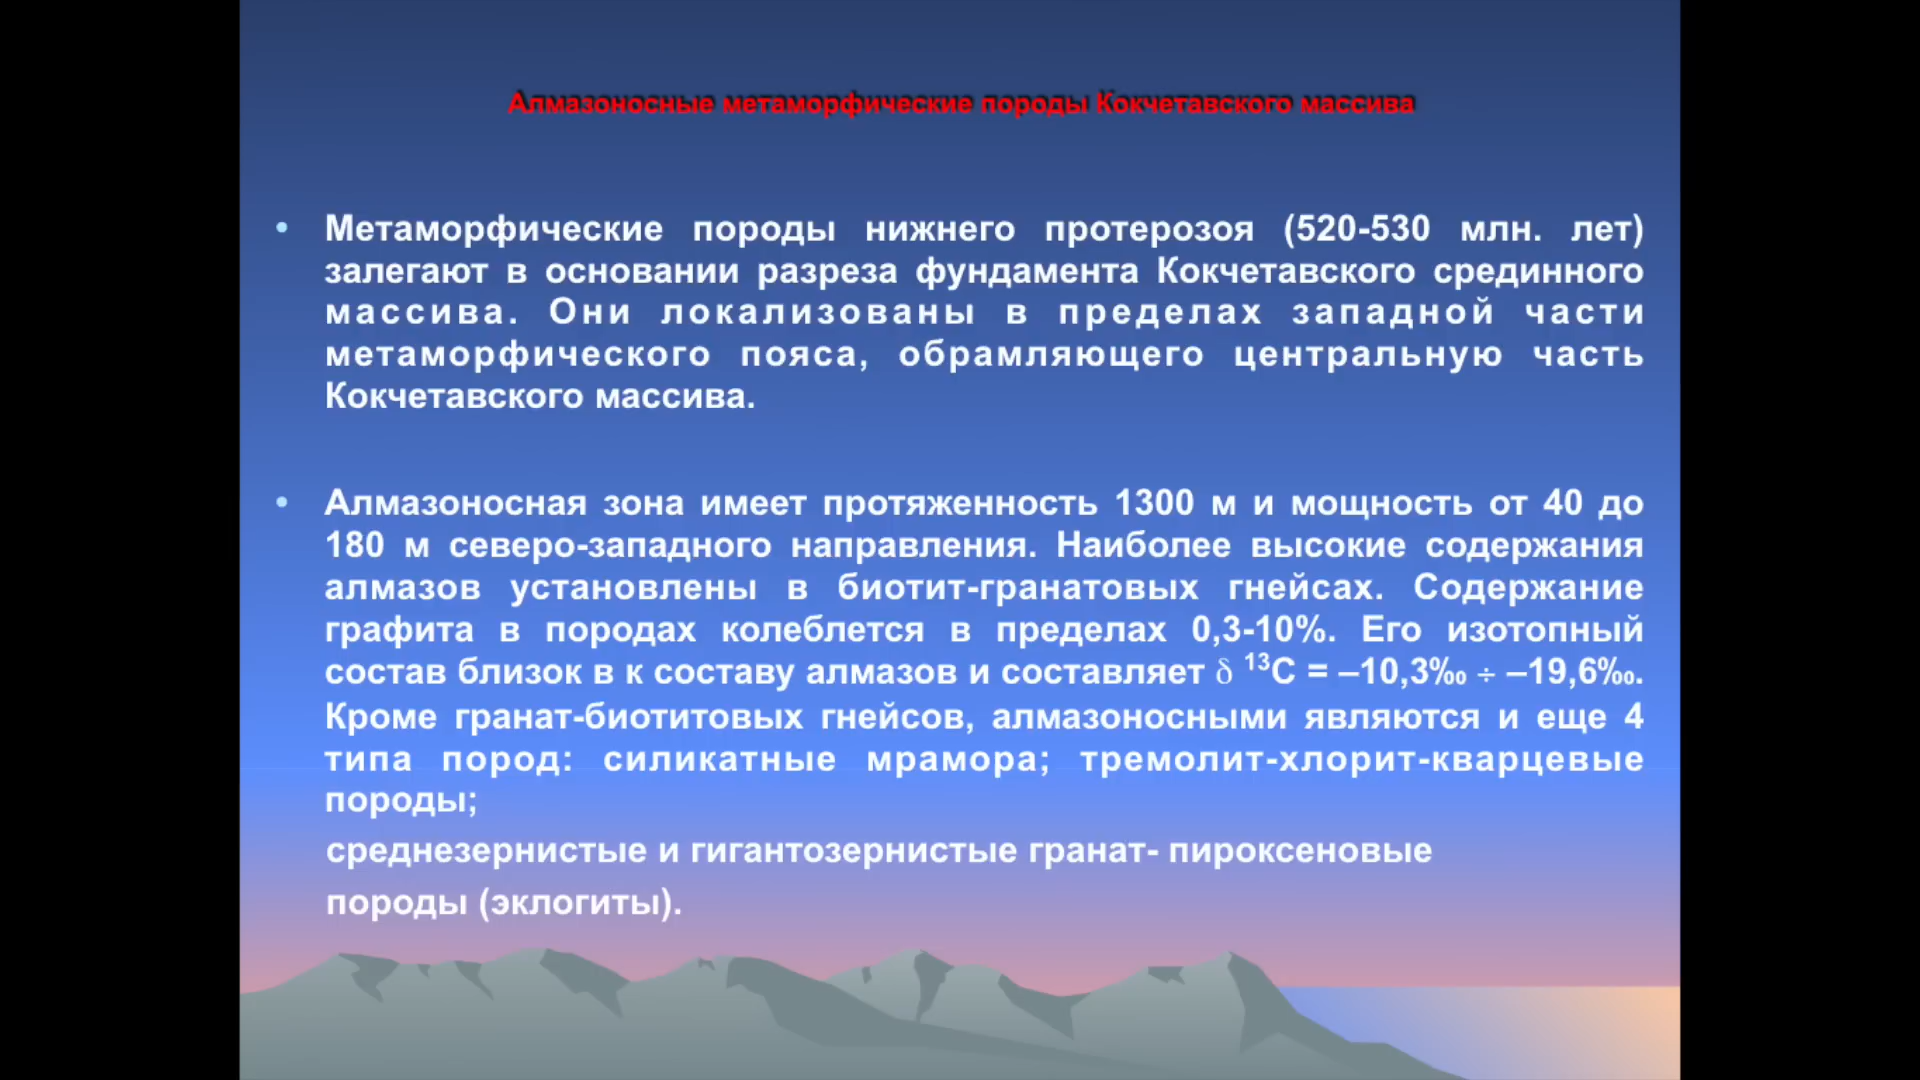 Алмазоносные метаморфические породы Кокчетавского массива
• Метаморфические породы нижнего протерозоя (520-530 млн. лет)
залегают в основании разреза фундамента Кокчетавского срединного
массива. Они локализованы в пределах западной части
метаморфического пояса, обрамляющего центральную часть
Кокчетавского массива.
• Алмазоносная зона имеет протяженность 1300 м и мощность от 40 до
180 м северо-западного направления. Наиболее высокие содержания
алмазов установлены в биотит-гранатовых гнейсах. Содержание
графита в породах колеблется в пределах 0,3-10%. Его изотопный
состав близок в к составу алмазов и составляет δ ¹³C = –10,3‰ ÷ –19,6‰.
Кроме гранат-биотитовых гнейсов, алмазоносными являются и еще 4
типа пород: силикатные мрамора; тремолит-хлорит-кварцевые
породы;
среднезернистые и гигантозернистые гранат- пироксеновые
породы (эклогиты).